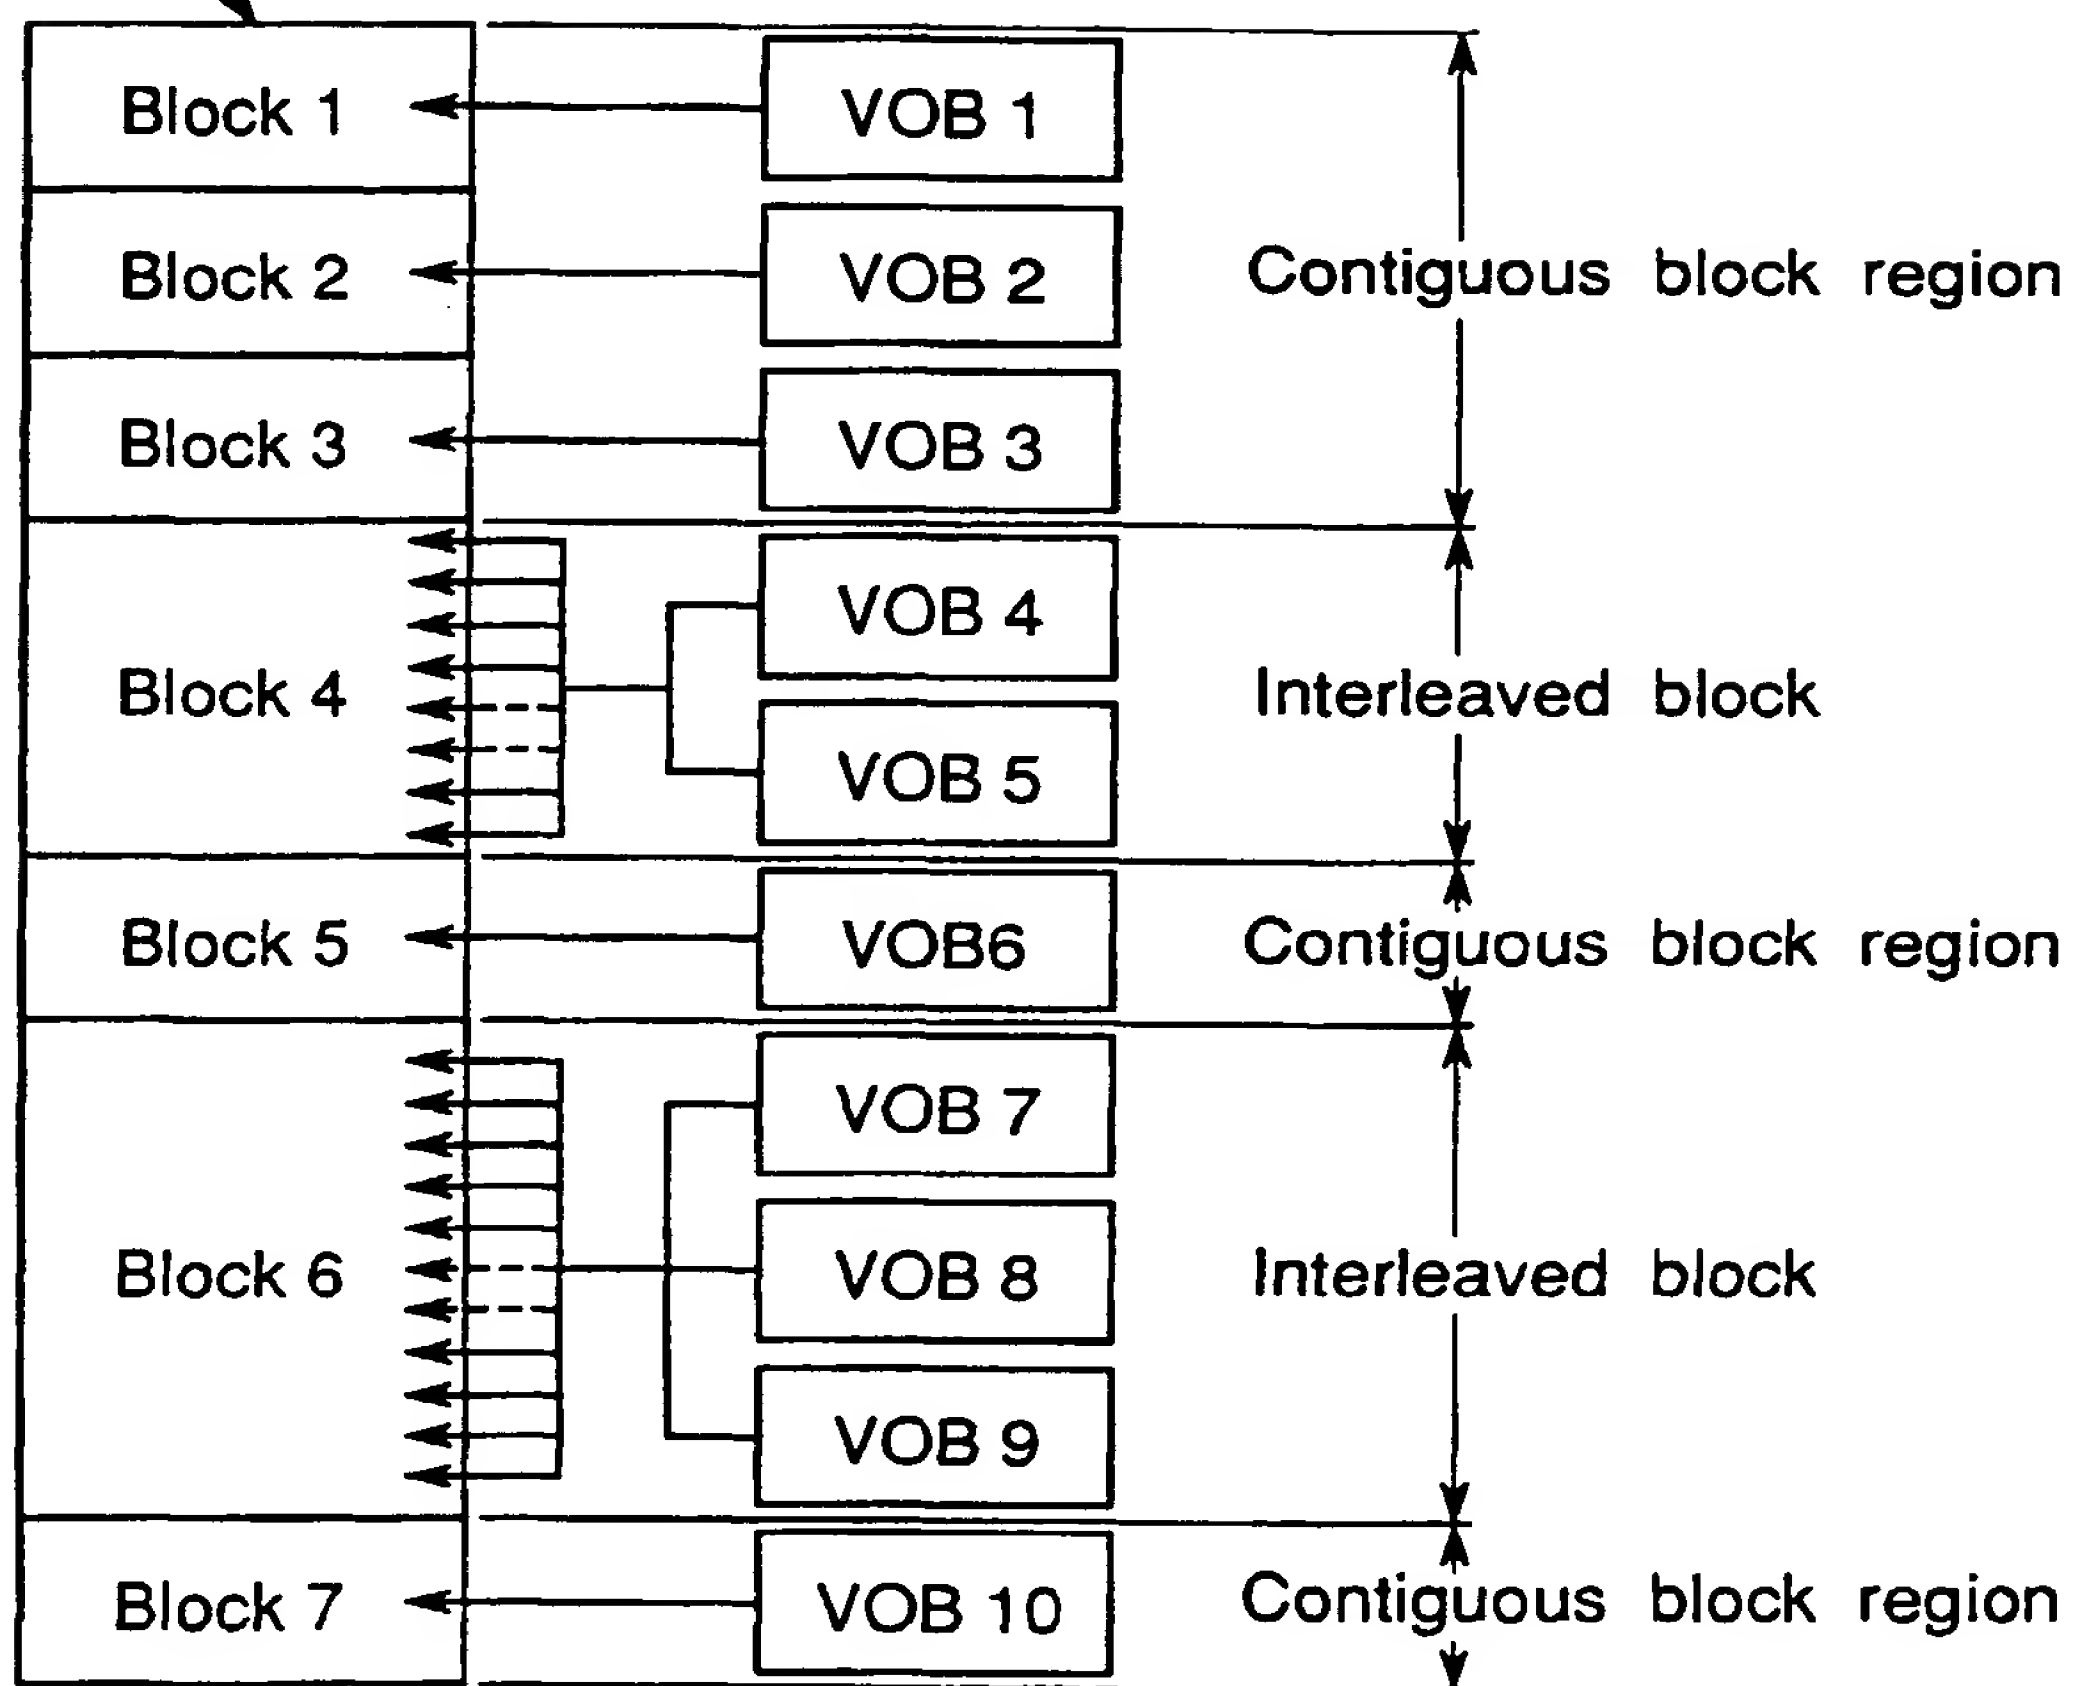 Block 1
VOB 1
Block 2
VOB 2
Contiguous block region
Block 3
VOB 3
VOB 4
Block 4
Interleaved block
VOB 5
Block 5
VOB6
Contiguous block region
VOB 7
Block 6
VOB 8
Interleaved block
VOB 9
Block 7
VOB 10
Contiguous block region